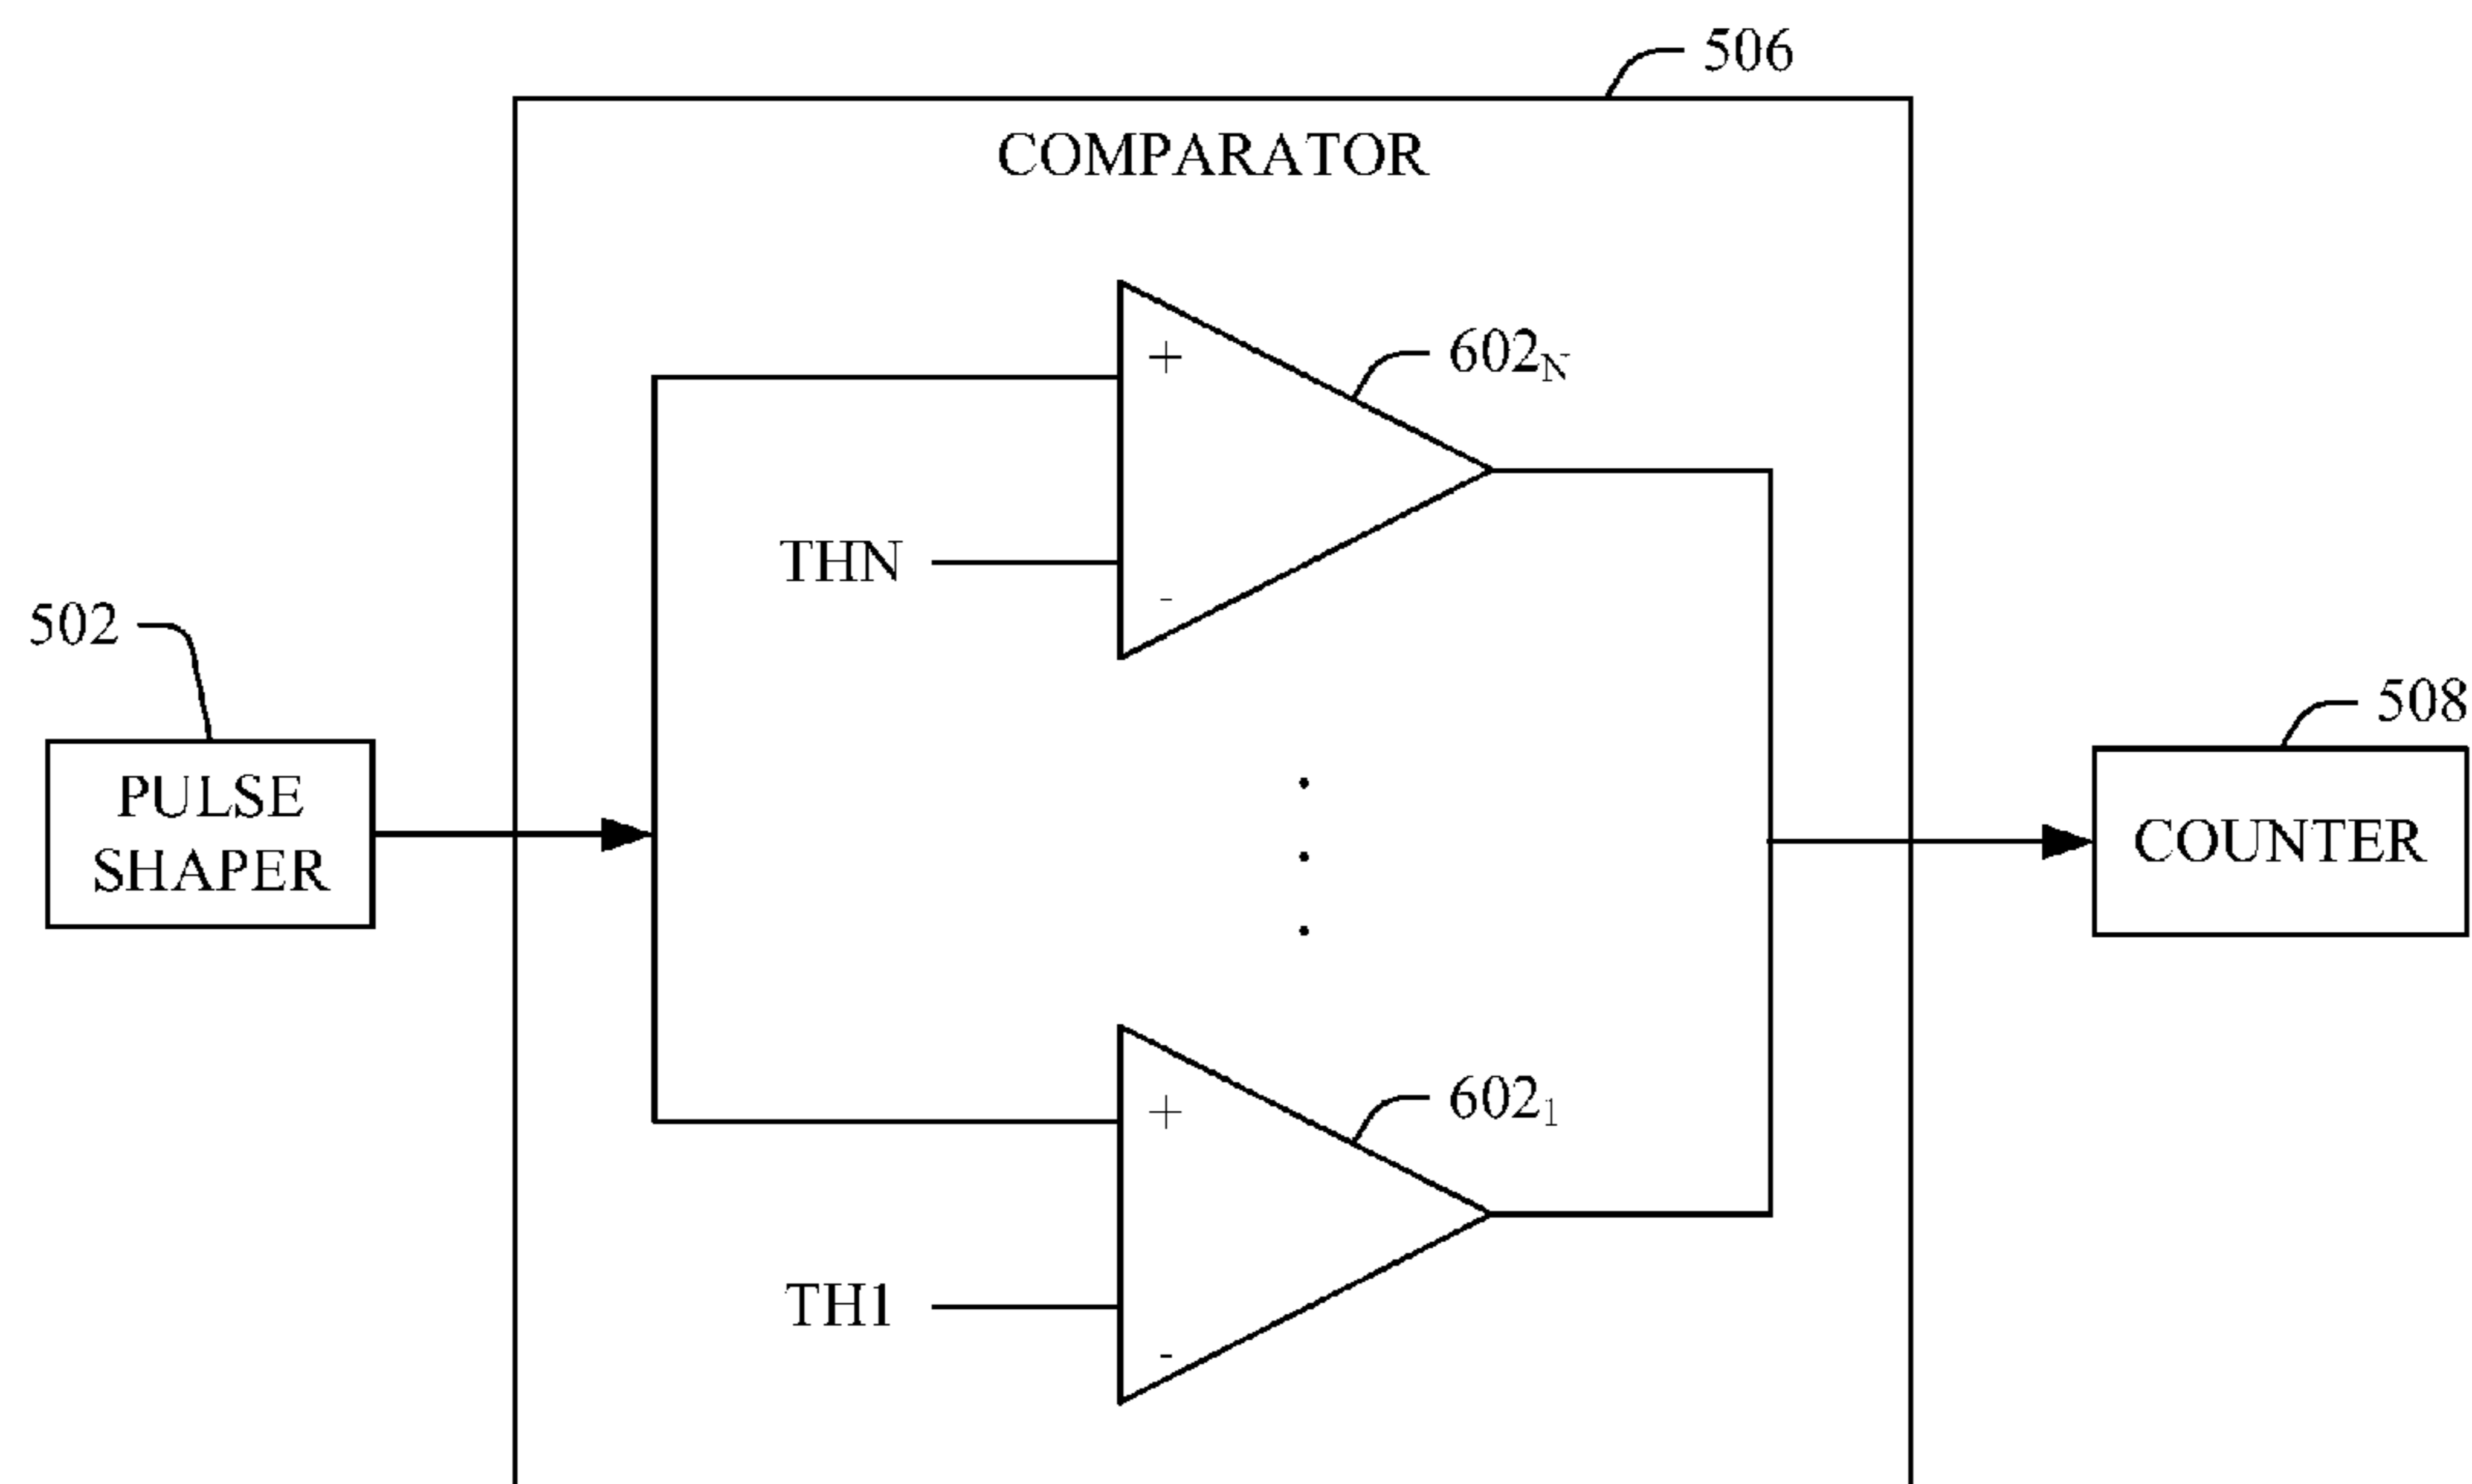 506
COMPARATOR
+
602N
THN
-
502
PULSE
SHAPER
508
COUNTER
+
6021
TH1
-